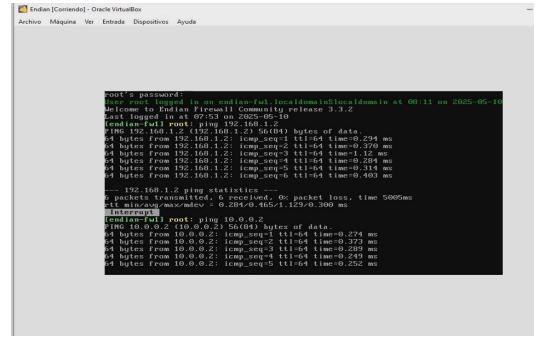 Endian [Corriendo] - Oracle VirtualBox
Archivo Máquina Ver Entrada Dispositivos Ayuda
root's password:
User root logged in on endian-fw1.localdomain$localdomain at 08:11 on 2025-05-10
Welcome to Endian Firewall Community release 3.3.2
Last logged in at 07:53 on 2025-05-10
[endian-fw1] root: ping 192.168.1.2
PING 192.168.1.2 (192.168.1.2) 56(84) bytes of data.
64 bytes from 192.168.1.2: icmp_seq=1 ttl=64 time=0.294 ms
64 bytes from 192.168.1.2: icmp_seq=2 ttl=64 time=0.370 ms
64 bytes from 192.168.1.2: icmp_seq=3 ttl=64 time=1.12 ms
64 bytes from 192.168.1.2: icmp_seq=4 ttl=64 time=0.284 ms
64 bytes from 192.168.1.2: icmp_seq=5 ttl=64 time=0.314 ms
64 bytes from 192.168.1.2: icmp_seq=6 ttl=64 time=0.403 ms
--- 192.168.1.2 ping statistics ---
6 packets transmitted, 6 received, 0% packet loss, time 5005ms
rtt min/avg/max/mdev = 0.284/0.465/1.129/0.300 ms
Interrupt
[endian-fw1] root: ping 10.0.0.2
PING 10.0.0.2 (10.0.0.2) 56(84) bytes of data.
64 bytes from 10.0.0.2: icmp_seq=1 ttl=64 time=0.274 ms
64 bytes from 10.0.0.2: icmp_seq=2 ttl=64 time=0.373 ms
64 bytes from 10.0.0.2: icmp_seq=3 ttl=64 time=0.289 ms
64 bytes from 10.0.0.2: icmp_seq=4 ttl=64 time=0.249 ms
64 bytes from 10.0.0.2: icmp_seq=5 ttl=64 time=0.252 ms